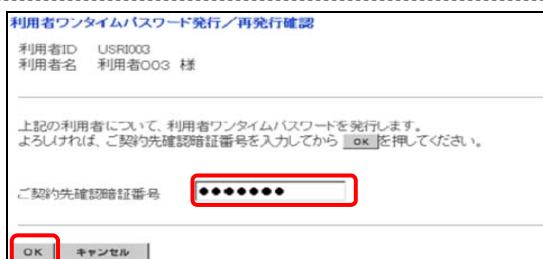 利用者ワンタイムパスワード発行／再発行確認
利用者ID USRI003
利用者名 利用者OO3 様
上記の利用者について、利用者ワンタイムパスワードを発行します。
よろしければ、ご契約先確認暗証番号を入力してから OK を押してください。
ご契約先確認暗証番号 ●●●●●●●
OK キャンセル